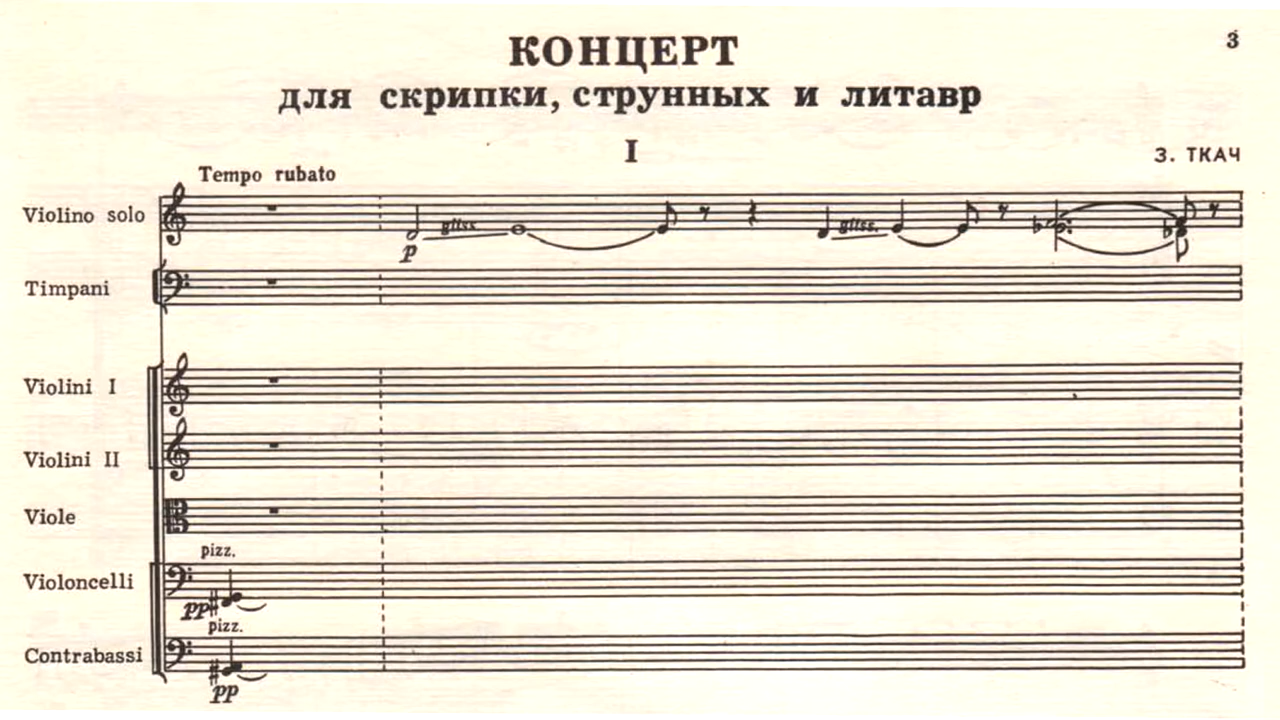 3
КОНЦЕРТ
для скрипки, струнных и литавр
I
З. ТКАЧ
Tempo rubato
Violino solo
gliss.
gliss.
p
Timpani
Violini I
Violini II
Viole
pizz.
Violoncelli
pp
pizz.
Contrabassi
pp